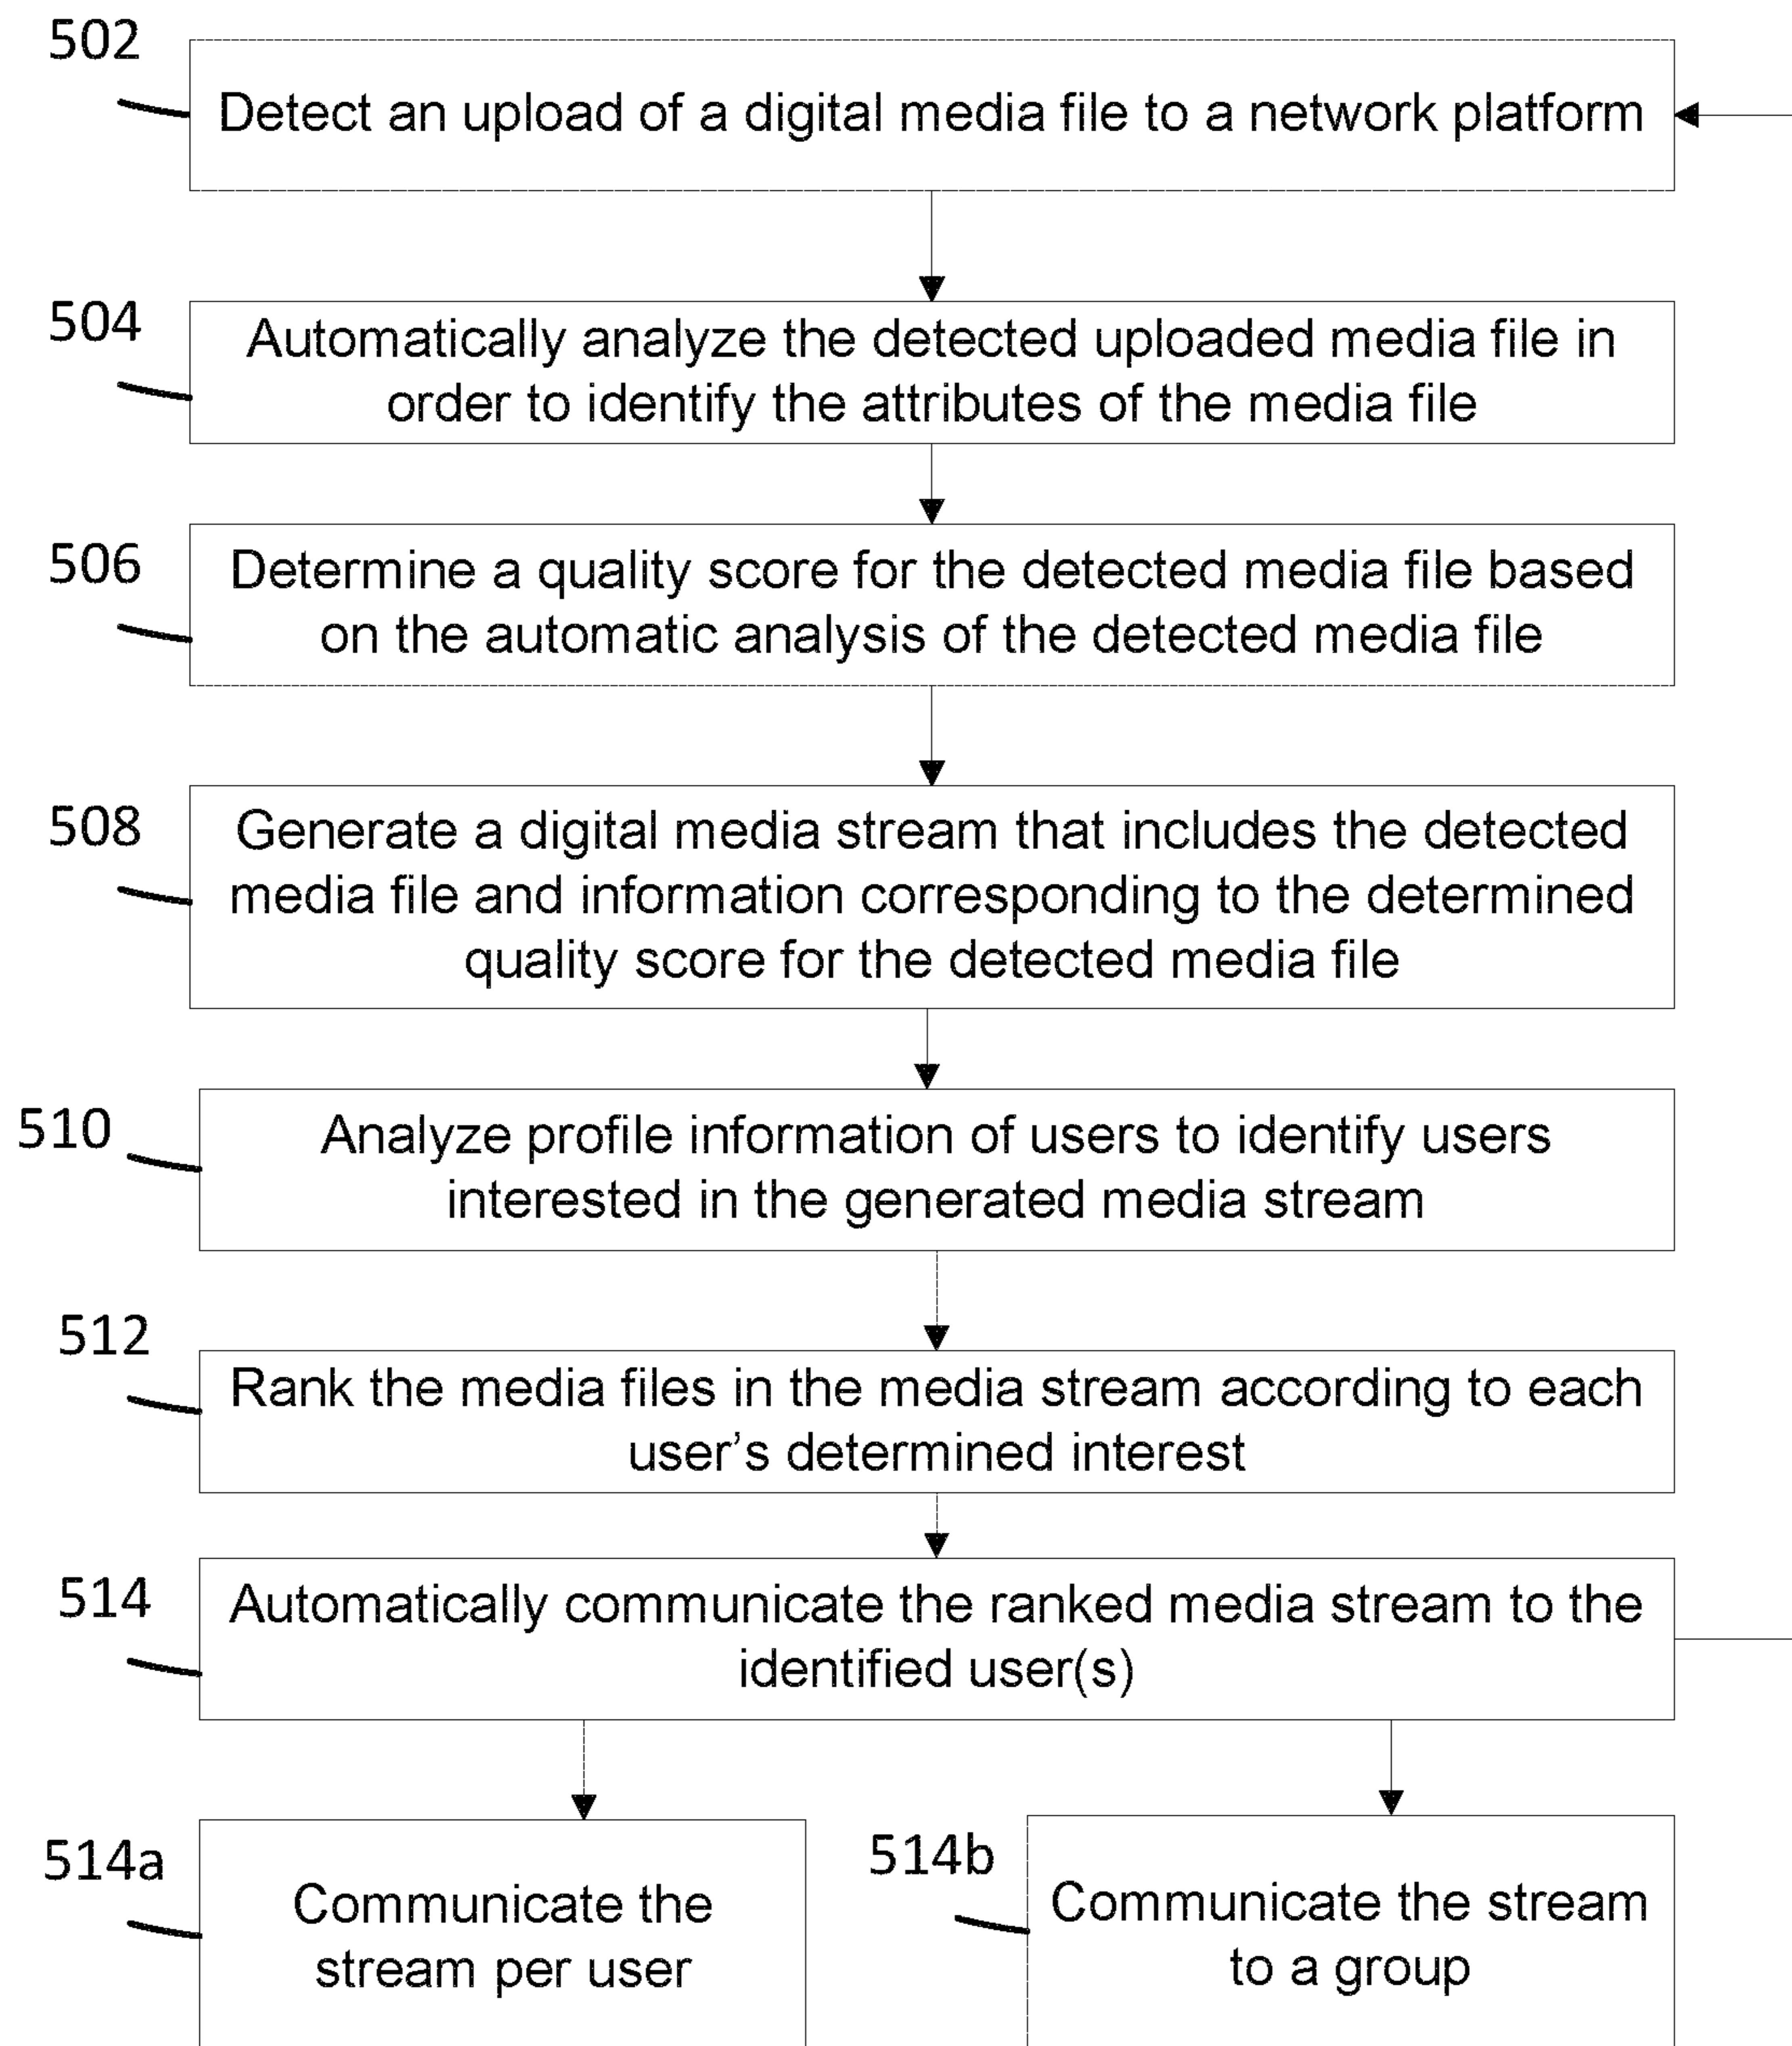 502
Detect an upload of a digital media file to a network platform
504
Automatically analyze the detected uploaded media file in
order to identify the attributes of the media file
506
Determine a quality score for the detected media file based
on the automatic analysis of the detected media file
508
Generate a digital media stream that includes the detected
media file and information corresponding to the determined
quality score for the detected media file
510
Analyze profile information of users to identify users
interested in the generated media stream
512
Rank the media files in the media stream according to each
user’s determined interest
514
Automatically communicate the ranked media stream to the
identified user(s)
514a
Communicate the
stream per user
514b
Communicate the stream
to a group